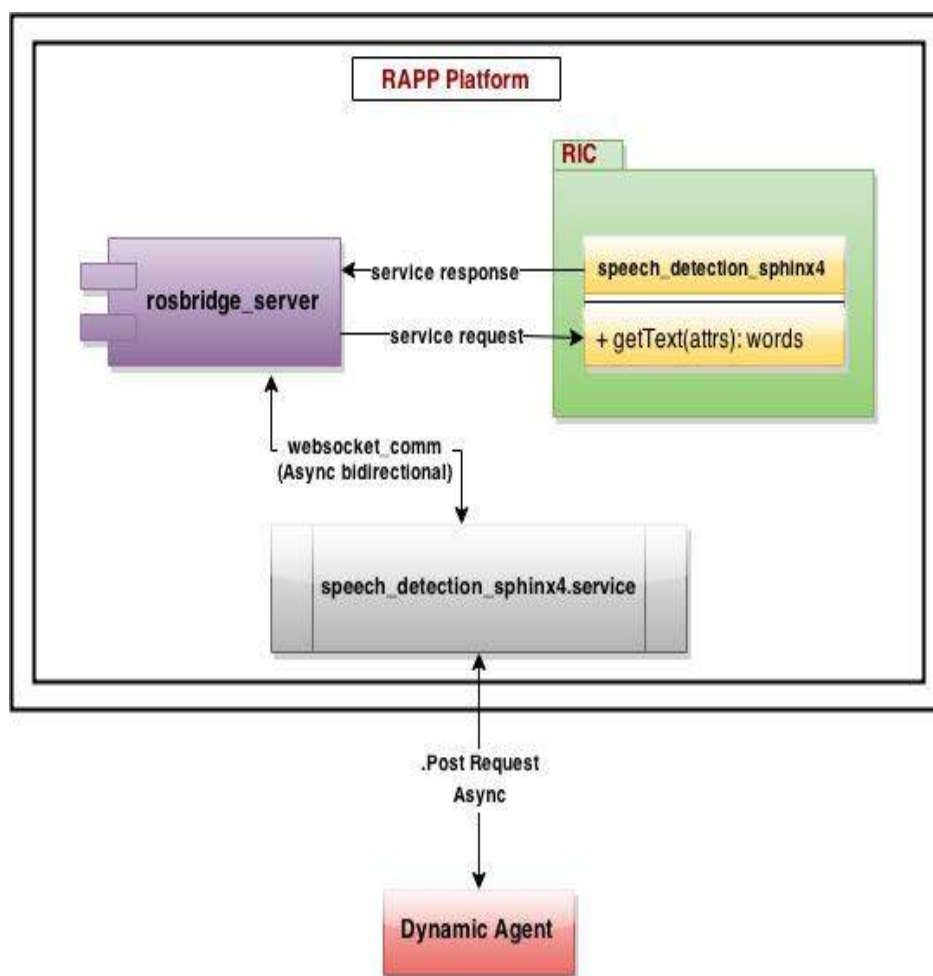 RAPP Platform
RIC
speech_detection_sphinx4
service response
rosbridge_server
service request
+ getText(attrs): words
websocket_comm
(Async bidirectional)
speech_detection_sphinx4.service
.Post Request
Async
Dynamic Agent